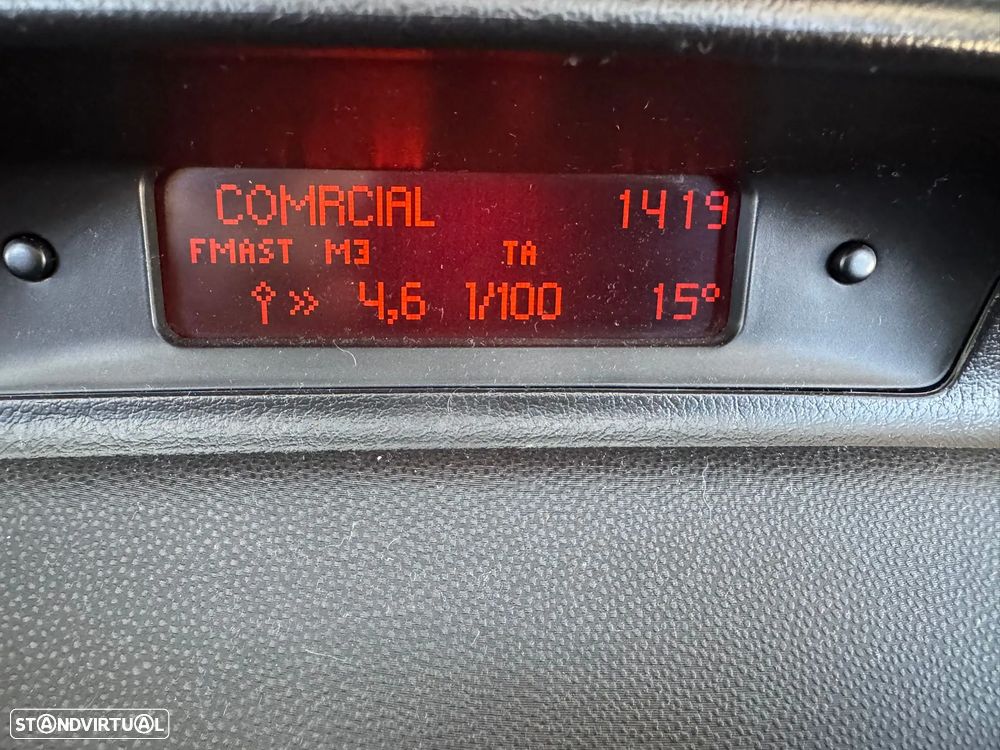 COMRCIAL 1419
FMAST M3 TA
4,6 l/100 15°
STANDVIRTUAL